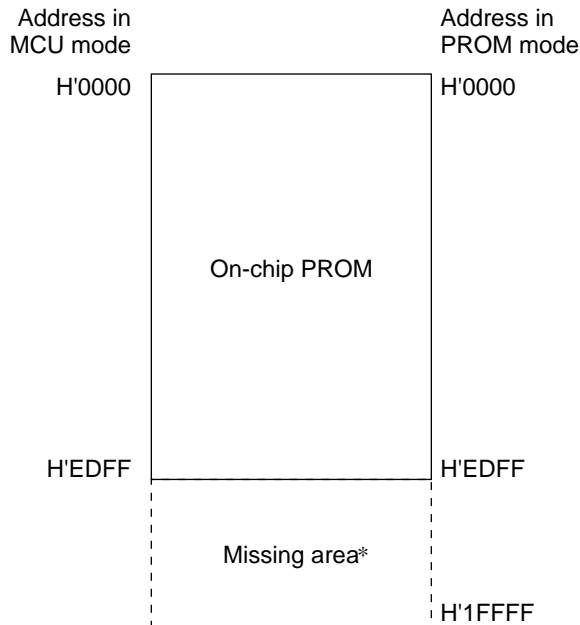 Address in
MCU mode
Address in
PROM mode
H'0000
H'0000
On-chip PROM
H'EDFF
H'EDFF
Missing area*
H'1FFFF